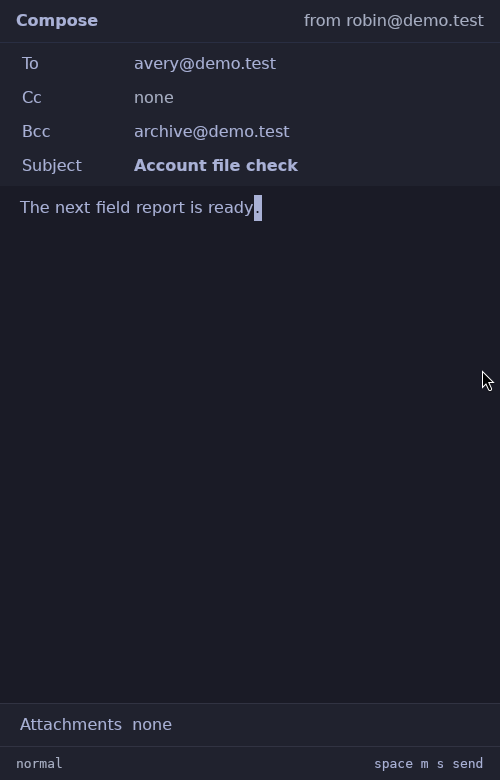 Compose from robin@demo.test
To avery@demo.test
Cc none
Bcc archive@demo.test
Subject Account file check
The next field report is ready.
Attachments none
normal space m s send